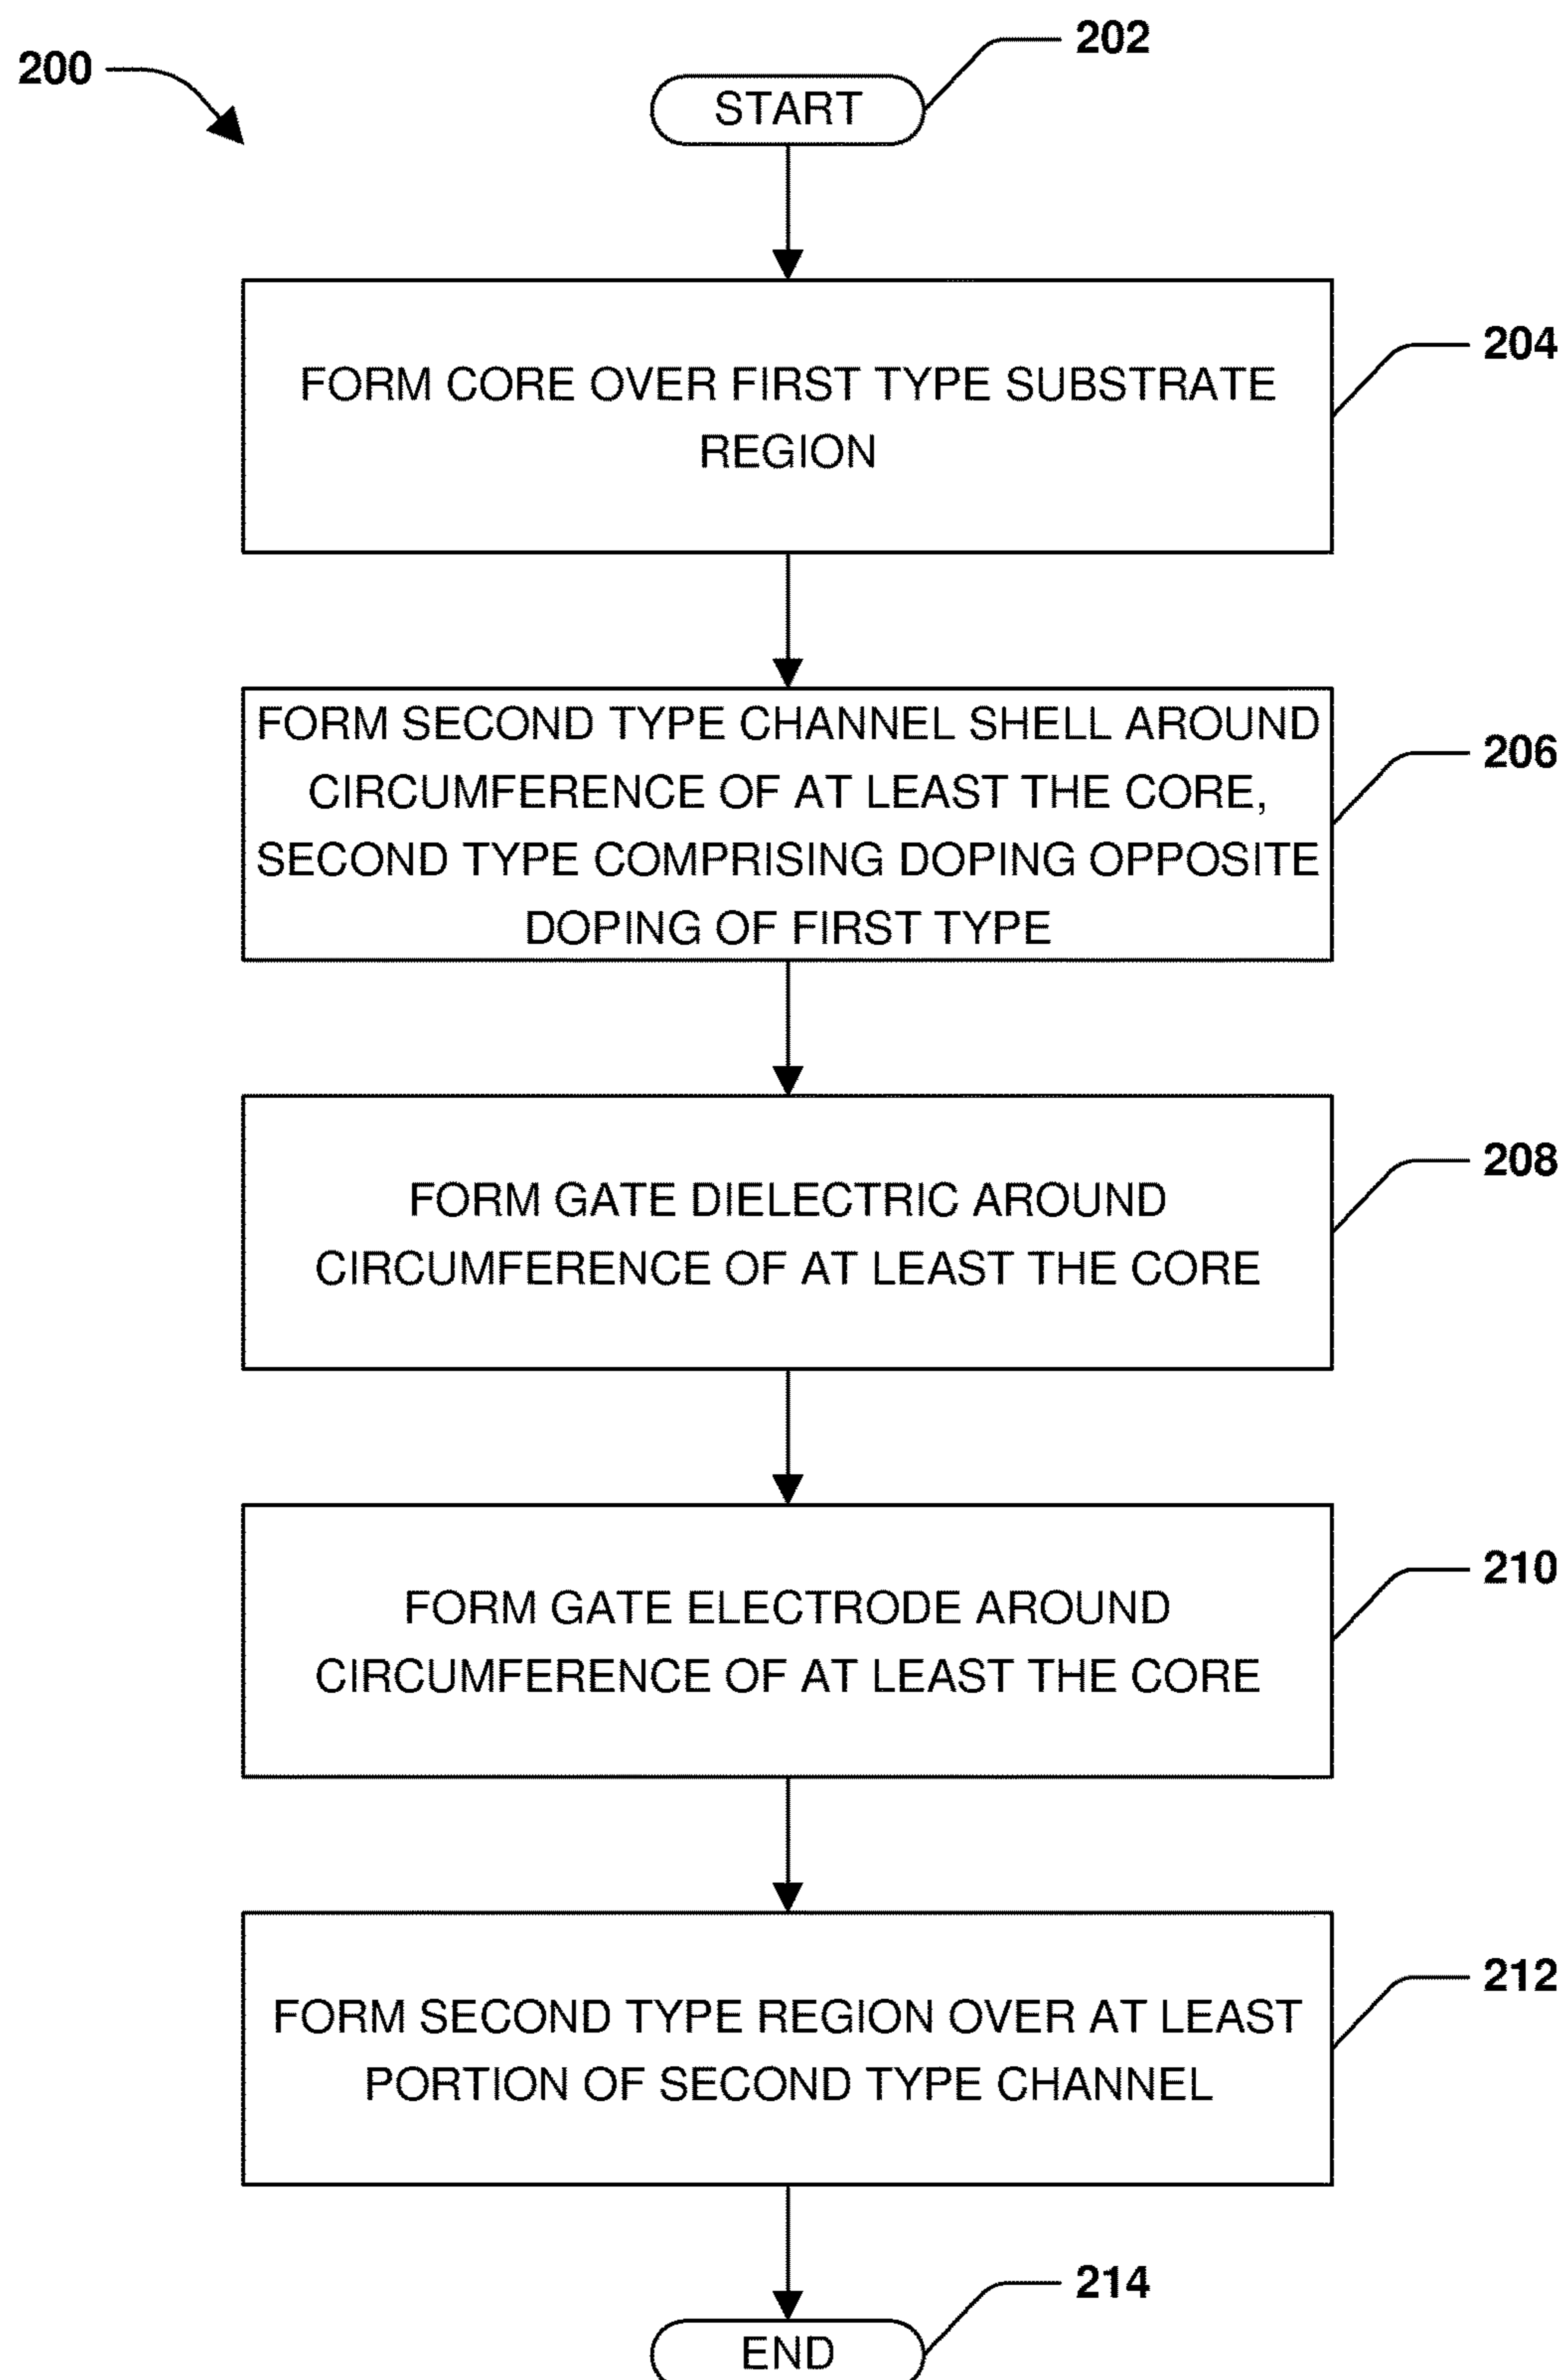 200
202
START
204
FORM CORE OVER FIRST TYPE SUBSTRATE
REGION
206
FORM SECOND TYPE CHANNEL SHELL AROUND
CIRCUMFERENCE OF AT LEAST THE CORE,
SECOND TYPE COMPRISING DOPING OPPOSITE
DOPING OF FIRST TYPE
208
FORM GATE DIELECTRIC AROUND
CIRCUMFERENCE OF AT LEAST THE CORE
210
FORM GATE ELECTRODE AROUND
CIRCUMFERENCE OF AT LEAST THE CORE
212
FORM SECOND TYPE REGION OVER AT LEAST
PORTION OF SECOND TYPE CHANNEL
214
END